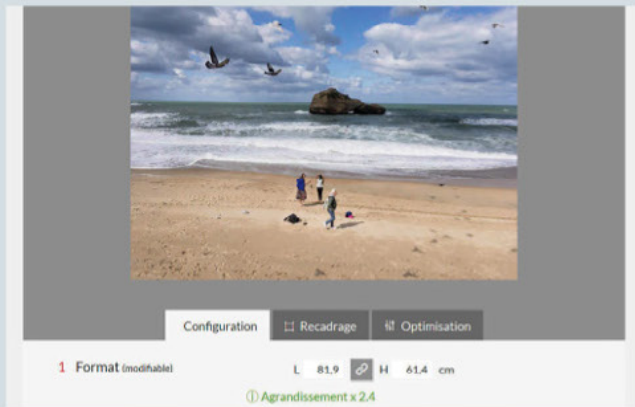 Configuration Recadrage Optimisation
1 Format (modifiable) L 81,9 H 61,4 cm
Agrandissement x 2.4